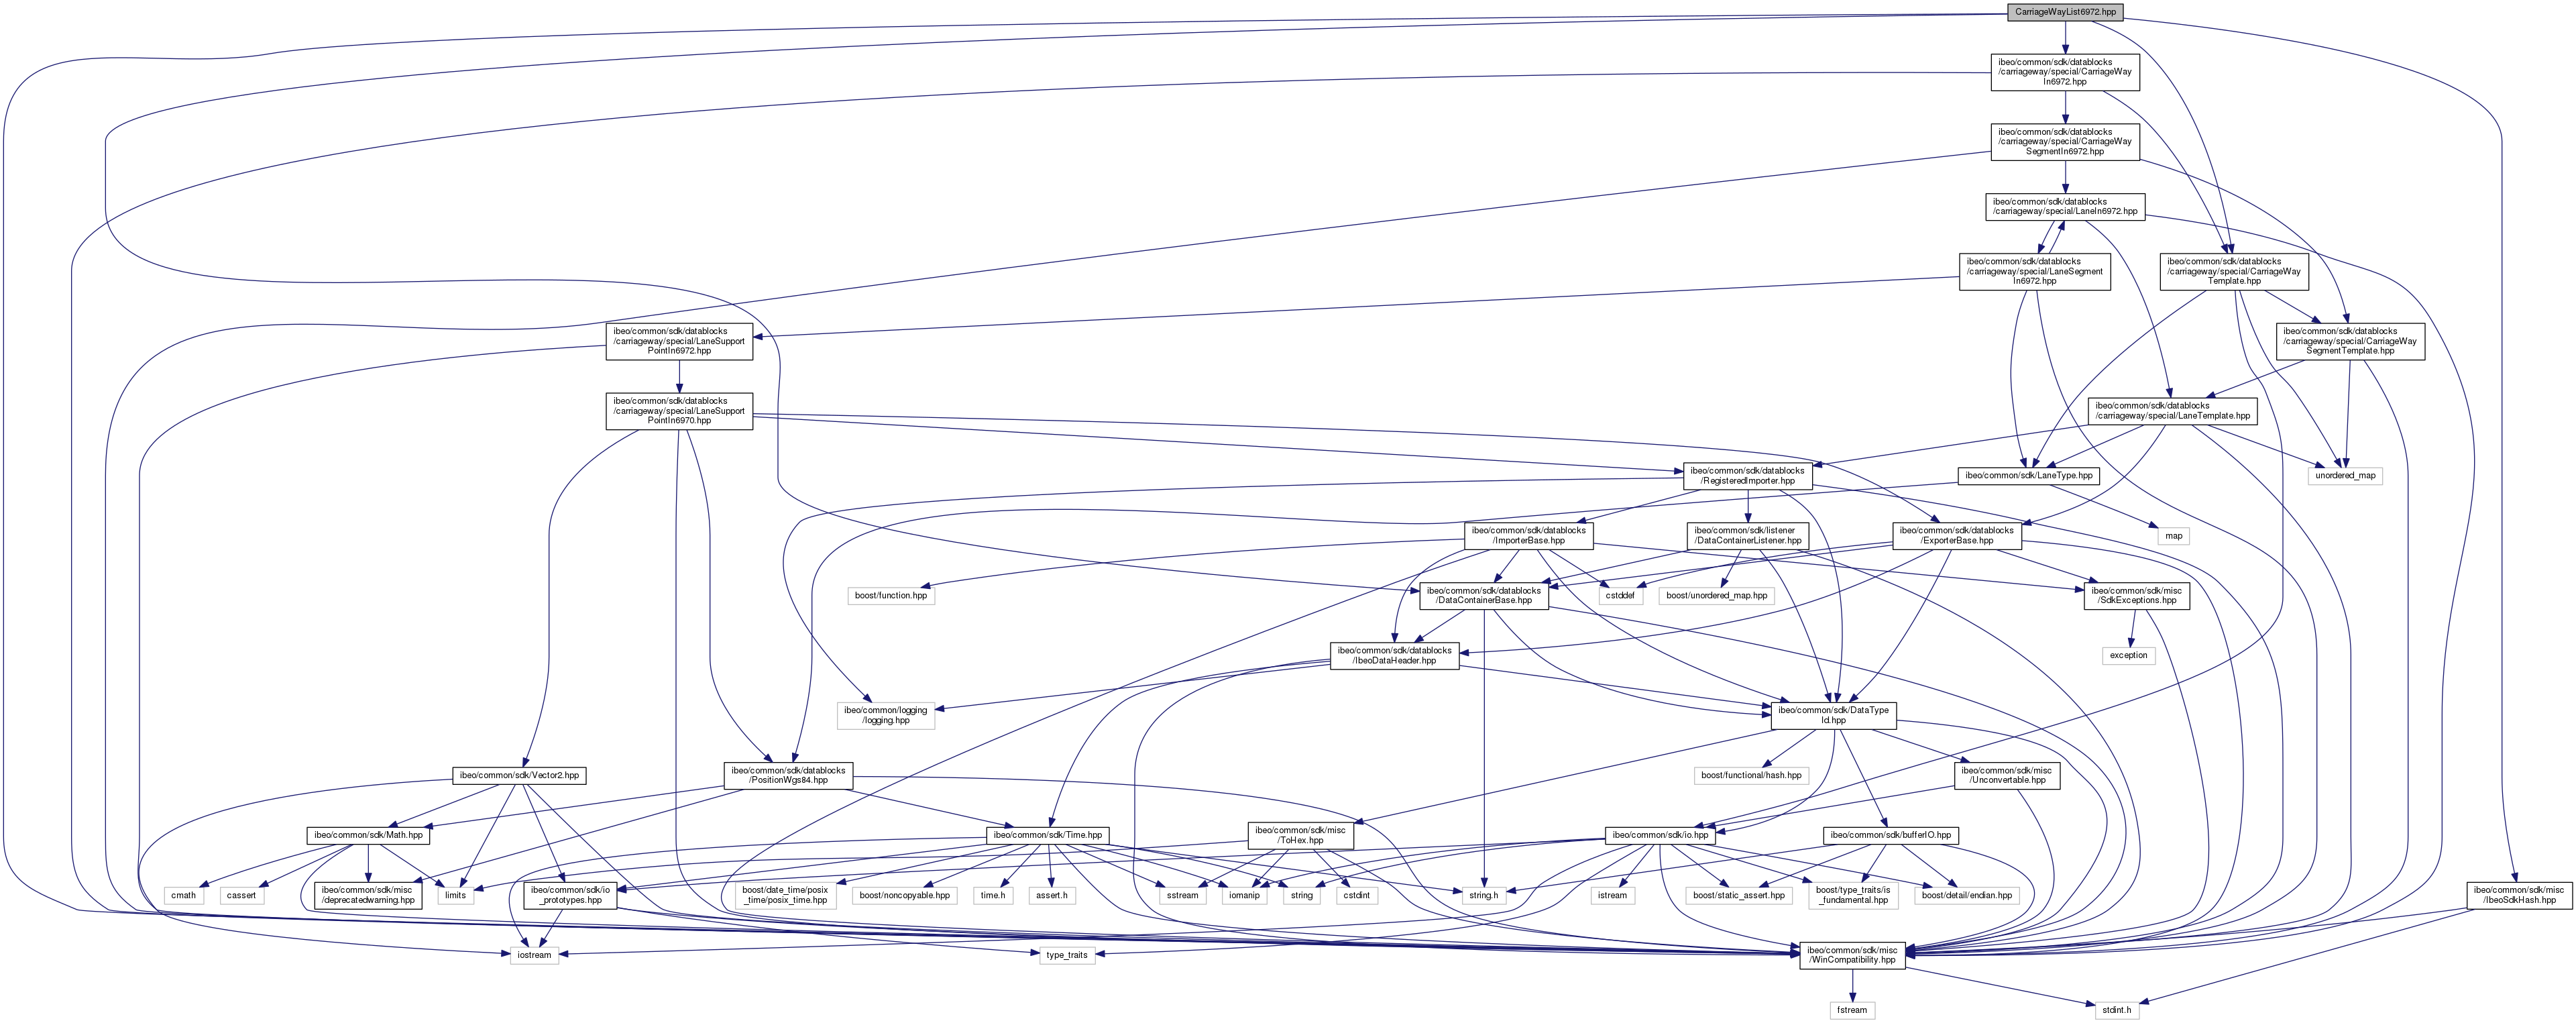 CarriageWayList6972.hpp
ibeo/common/sdk/datablocks
/carriageway/special/CarriageWay
In6972.hpp
ibeo/common/sdk/datablocks
/carriageway/special/CarriageWay
SegmentIn6972.hpp
ibeo/common/sdk/datablocks
/carriageway/special/LaneIn6972.hpp
ibeo/common/sdk/datablocks
/carriageway/special/LaneSegment
In6972.hpp
ibeo/common/sdk/datablocks
/carriageway/special/CarriageWay
Template.hpp
ibeo/common/sdk/datablocks
/carriageway/special/LaneSupport
PointIn6972.hpp
ibeo/common/sdk/datablocks
/carriageway/special/CarriageWay
SegmentTemplate.hpp
ibeo/common/sdk/datablocks
/carriageway/special/LaneSupport
PointIn6970.hpp
ibeo/common/sdk/datablocks
/carriageway/special/LaneTemplate.hpp
ibeo/common/sdk/datablocks
/RegisteredImporter.hpp
ibeo/common/sdk/LaneType.hpp
unordered_map
ibeo/common/sdk/datablocks
/ImporterBase.hpp
ibeo/common/sdk/listener
/DataContainerListener.hpp
ibeo/common/sdk/datablocks
/ExporterBase.hpp
map
boost/function.hpp
ibeo/common/sdk/datablocks
/DataContainerBase.hpp
cstddef
boost/unordered_map.hpp
ibeo/common/sdk/misc
/SdkExceptions.hpp
ibeo/common/sdk/datablocks
/IbeoDataHeader.hpp
exception
ibeo/common/logging
/logging.hpp
ibeo/common/sdk/DataType
Id.hpp
ibeo/common/sdk/Vector2.hpp
ibeo/common/sdk/datablocks
/PositionWgs84.hpp
boost/functional/hash.hpp
ibeo/common/sdk/misc
/Unconvertable.hpp
ibeo/common/sdk/Math.hpp
ibeo/common/sdk/Time.hpp
ibeo/common/sdk/misc
/ToHex.hpp
ibeo/common/sdk/io.hpp
ibeo/common/sdk/bufferIO.hpp
cmath
cassert
ibeo/common/sdk/misc
/deprecatedwarning.hpp
limits
ibeo/common/sdk/io
_prototypes.hpp
boost/date_time/posix
_time/posix_time.hpp
boost/noncopyable.hpp
time.h
assert.h
sstream
iomanip
string
cstdint
string.h
istream
boost/static_assert.hpp
boost/type_traits/is
_fundamental.hpp
boost/detail/endian.hpp
ibeo/common/sdk/misc
/IbeoSdkHash.hpp
iostream
type_traits
ibeo/common/sdk/misc
/WinCompatibility.hpp
fstream
stdint.h